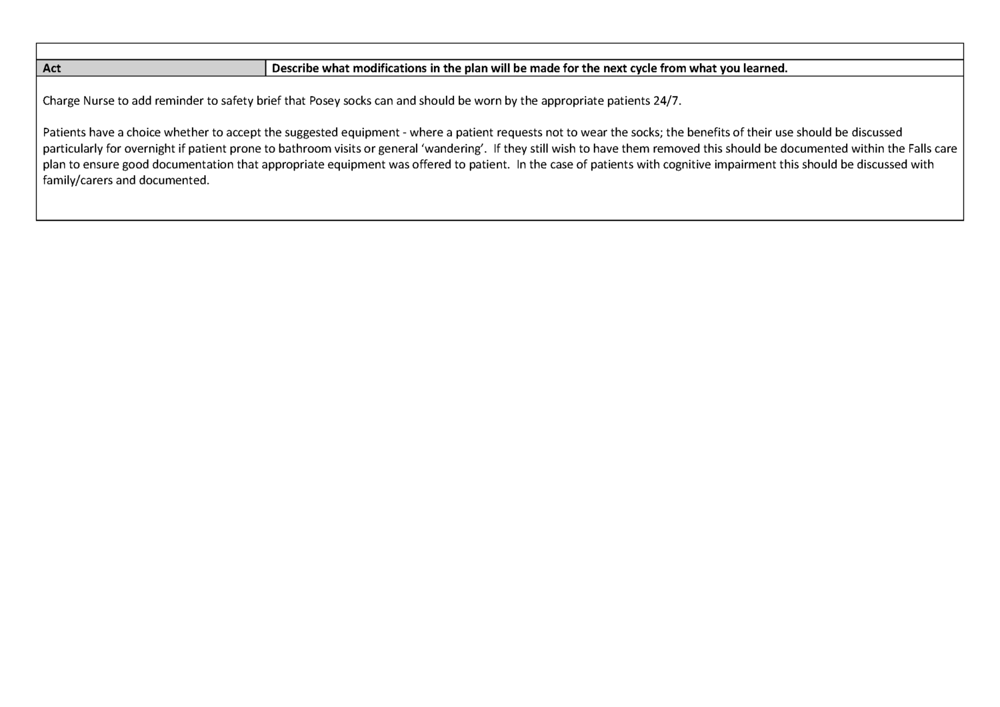 Act
Describe what modifications in the plan will be made for the next cycle from what you learned.
Charge Nurse to add reminder to safety brief that Posey socks can and should be worn by the appropriate patients 24/7.
Patients have a choice whether to accept the suggested equipment - where a patient requests not to wear the socks; the benefits of their use should be discussed
particularly for overnight if patient prone to bathroom visits or general ‘wandering’.  If they still wish to have them removed this should be documented within the Falls care
plan to ensure good documentation that appropriate equipment was offered to patient.  In the case of patients with cognitive impairment this should be discussed with
family/carers and documented.